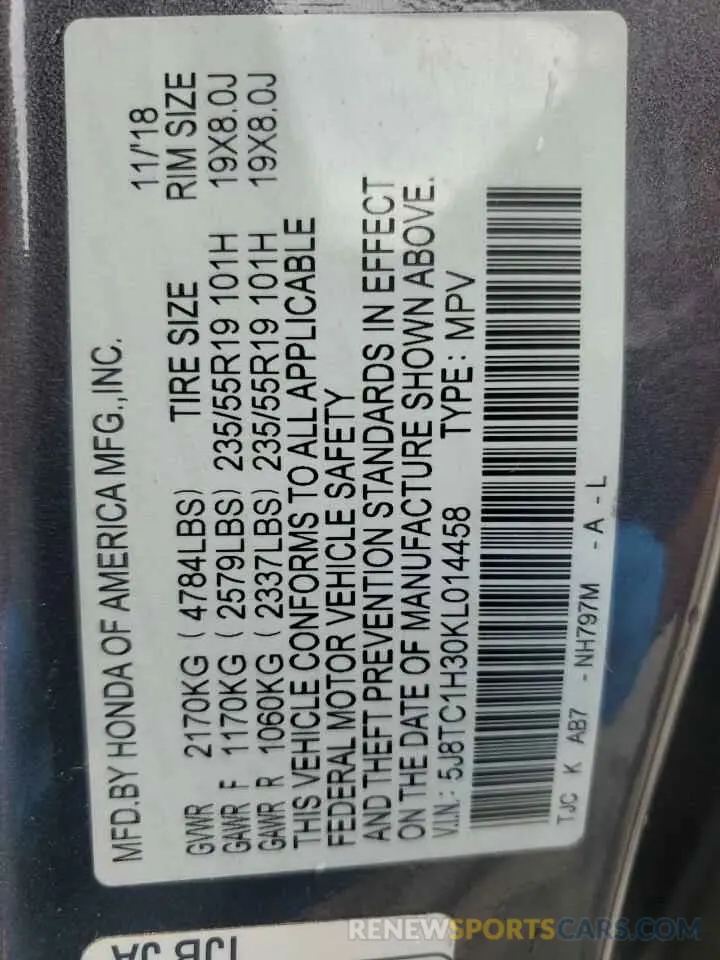 MFD.BY HONDA OF AMERICA MFG.,INC. 11/'18
GVWR 2170KG ( 4784LBS) TIRE SIZE RIM SIZE
GAWR F 1170KG ( 2579LBS) 235/55R19 101H 19X8.0J
GAWR R 1060KG ( 2337LBS) 235/55R19 101H 19X8.0J
THIS VEHICLE CONFORMS TO ALL APPLICABLE
FEDERAL MOTOR VEHICLE SAFETY
AND THEFT PREVENTION STANDARDS IN EFFECT
ON THE DATE OF MANUFACTURE SHOWN ABOVE.
V.I.N.: 5J8TC1H30KL014458 TYPE: MPV
TJC K AB7 -NH797M -A-L
TJB JA
RENEWSPORTSCARS.COM